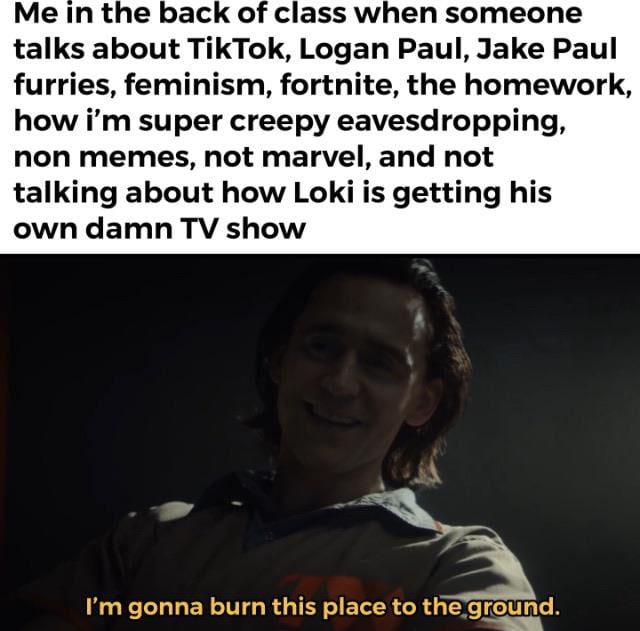 Me in the back of class when someone
talks about TikTok, Logan Paul, Jake Paul
furries, feminism, fortnite, the homework,
how i’m super creepy eavesdropping,
non memes, not marvel, and not
talking about how Loki is getting his
own damn TV show
I’m gonna burn this place to the ground.